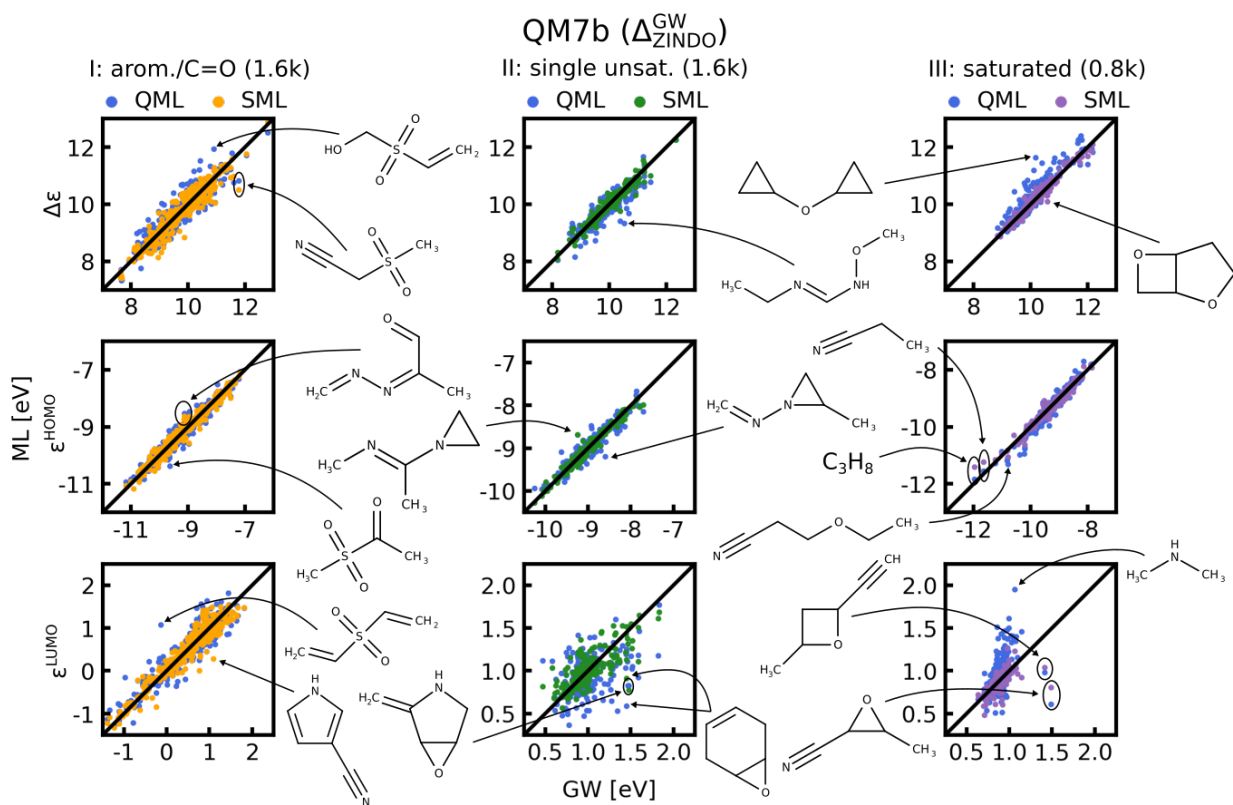 QM7b (Δ^GW_ZINDO)
I: arom./C=O (1.6k)
II: single unsat. (1.6k)
III: saturated (0.8k)
QML SML
QML SML
QML SML
Δε
12
10
8
8 10 12
12
10
8
8 10 12
12
10
8
8 10 12
HO
O
S
O
CH₂
N
O
S
O
CH₃
O
CH₃
O
N
NH
H₃C
O
O
ML [eV]
ε^HOMO
-7
-9
-11
-11 -9 -7
-7
-8
-9
-10
-10 -9 -8 -7
-8
-10
-12
-12 -10 -8
O
H₂C
N
N
CH₃
N
N
H₃C
CH₃
O
O
S
H₃C
CH₃
O
N
CH₃
H₂C
N
N
CH₃
C₃H₈
N
O
CH₃
ε^LUMO
2
1
0
-1
-1 0 1 2
2.0
1.5
1.0
0.5
0.5 1.0 1.5 2.0
2.0
1.5
1.0
0.5
0.5 1.0 1.5 2.0
O
S
O
CH₂
H₂C
H
N
N
H
N
H₂C
O
O
CH
O
H₃C
O
CH₃
N
H
N
H₃C
CH₃
GW [eV]